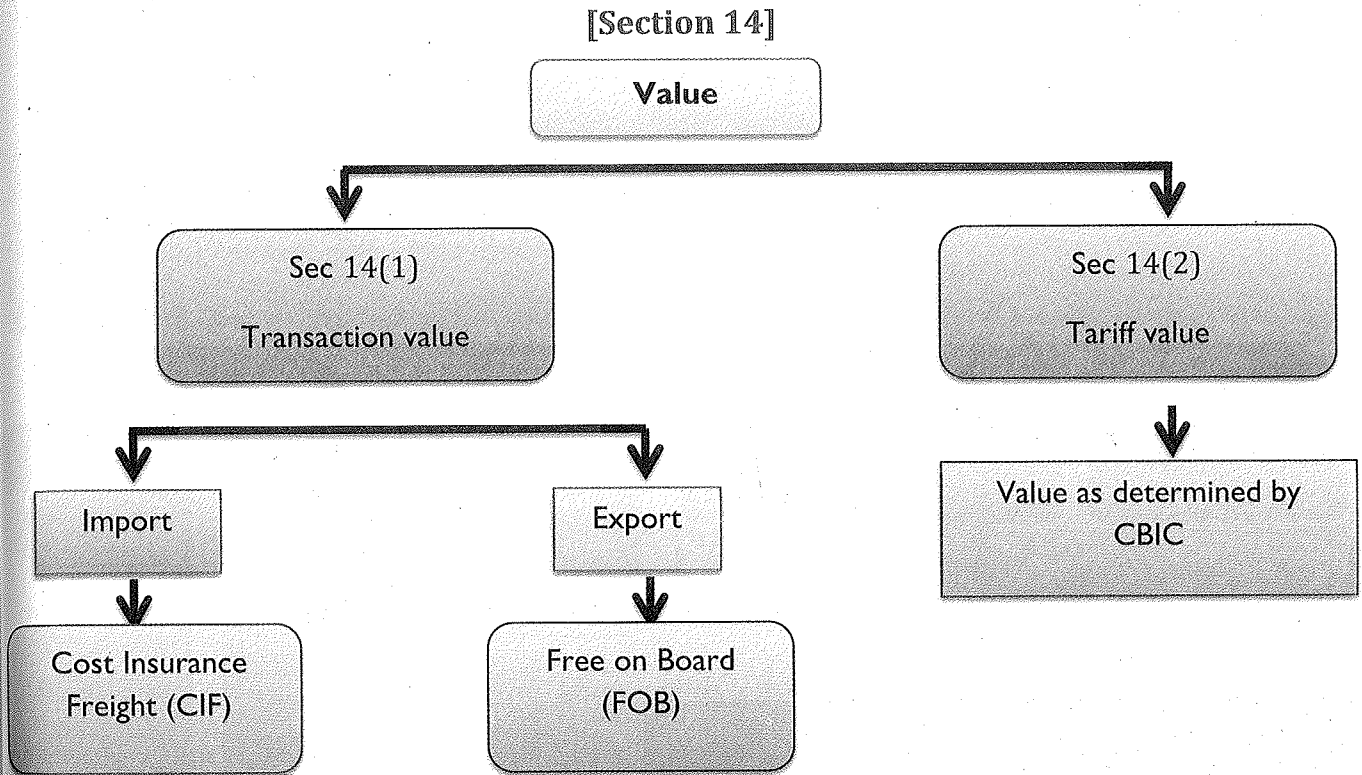 [Section 14]
Value
Sec 14(1)
Transaction value
Sec 14(2)
Tariff value
Import
Export
Value as determined by
CBIC
Cost Insurance
Freight (CIF)
Free on Board
(FOB)